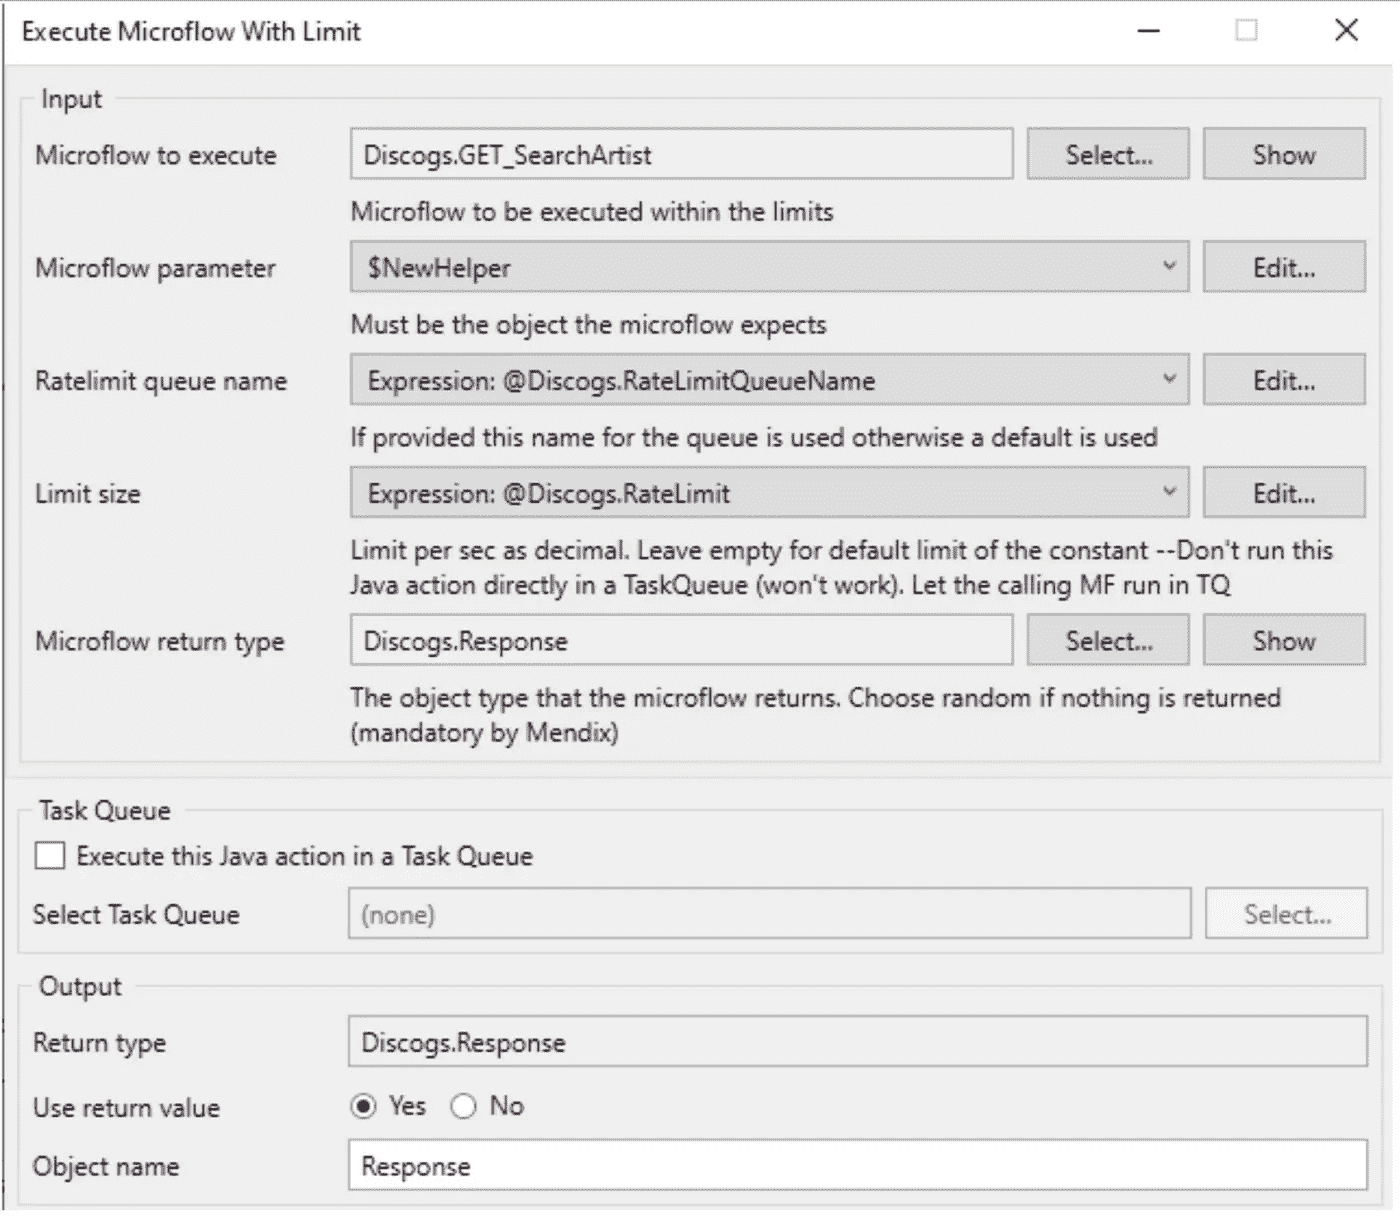 Execute Microflow With Limit
Input
Microflow to execute Discogs.GET_SearchArtist Select... Show
Microflow to be executed within the limits
Microflow parameter $NewHelper Edit...
Must be the object the microflow expects
Ratelimit queue name Expression: @Discogs.RateLimitQueueName Edit...
If provided this name for the queue is used otherwise a default is used
Limit size Expression: @Discogs.RateLimit Edit...
Limit per sec as decimal. Leave empty for default limit of the constant --Don't run this
Java action directly in a TaskQueue (won't work). Let the calling MF run in TQ
Microflow return type Discogs.Response Select... Show
The object type that the microflow returns. Choose random if nothing is returned
(mandatory by Mendix)
Task Queue
Execute this Java action in a Task Queue
Select Task Queue (none) Select...
Output
Return type Discogs.Response
Use return value Yes No
Object name Response